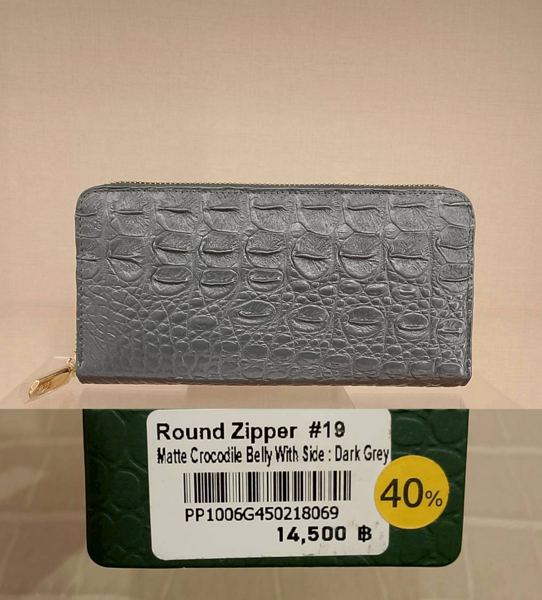 Round Zipper #19
Matte Crocodile Belly With Side : Dark Grey
PP1006G450218069
14,500 ฿
40%